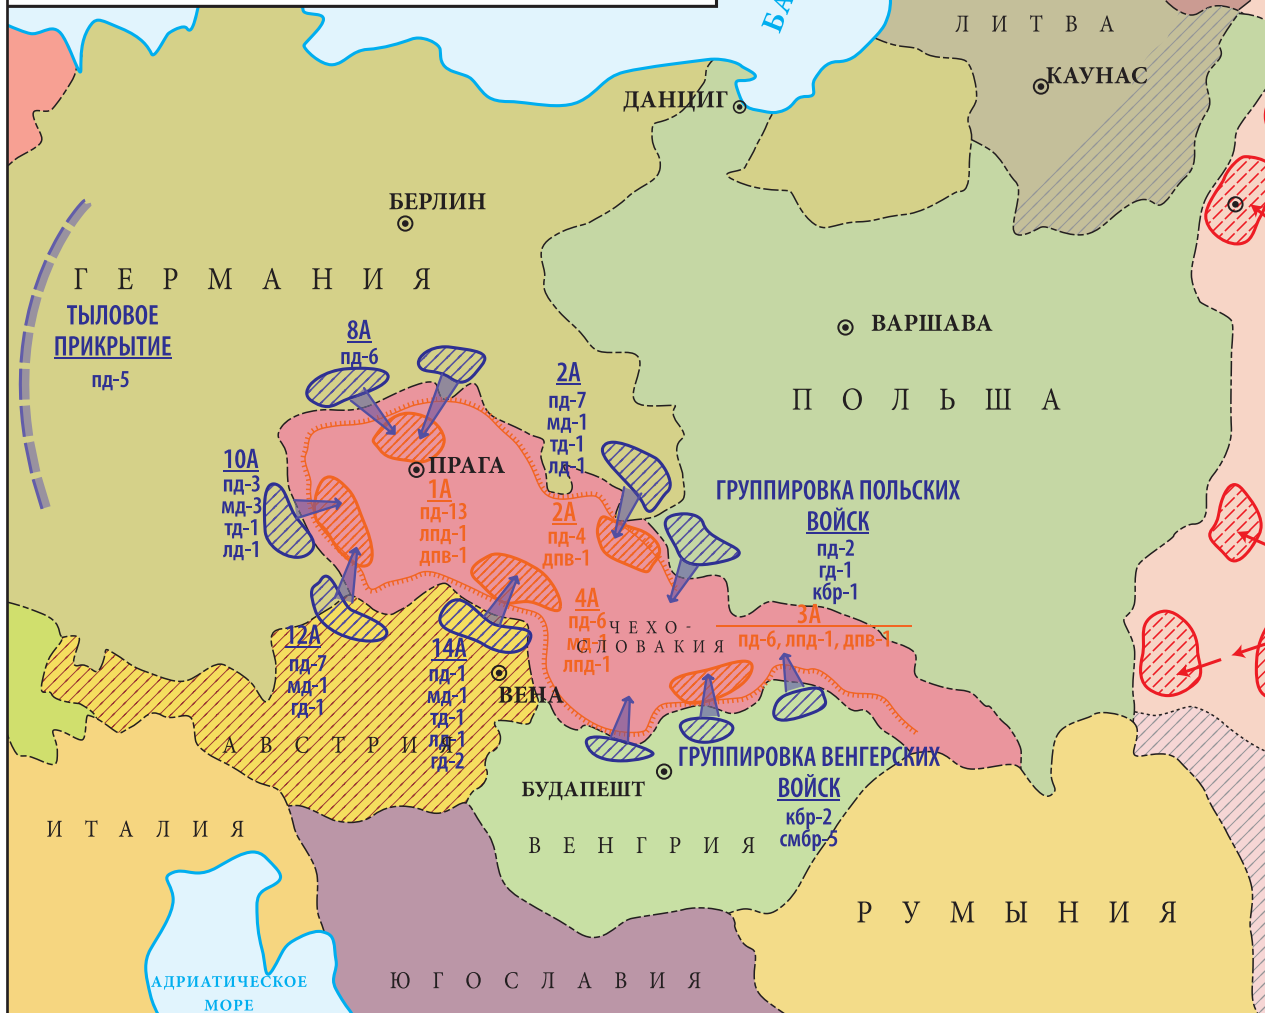 БА
ЛИТВА
КАУНАС
ДАНЦИГ
БЕРЛИН
ГЕРМАНИЯ
ТЫЛОВОЕ
ПРИКРЫТИЕ
пд-5
ВАРШАВА
ПОЛЬША
8А
пд-6
2А
пд-7
мд-1
тд-1
лд-1
10А
пд-3
мд-3
тд-1
лд-1
ПРАГА
1А
пд-13
лпд-1
дпв-1
2А
пд-4
дпв-1
ГРУППИРОВКА ПОЛЬСКИХ
ВОЙСК
пд-2
гд-1
кбр-1
4А
пд-6
мд-1
лпд-1
3А
пд-6, лпд-1, дпв-1
ЧЕХО-
СЛОВАКИЯ
12А
пд-7
мд-1
гд-1
14А
пд-1
мд-1
тд-1
лд-1
гд-2
ВЕНА
АВСТРИЯ
ГРУППИРОВКА ВЕНГЕРСКИХ
ВОЙСК
кбр-2
смбр-5
БУДАПЕШТ
ИТАЛИЯ
ВЕНГРИЯ
РУМЫНИЯ
ЮГОСЛАВИЯ
АДРИАТИЧЕСКОЕ
МОРЕ